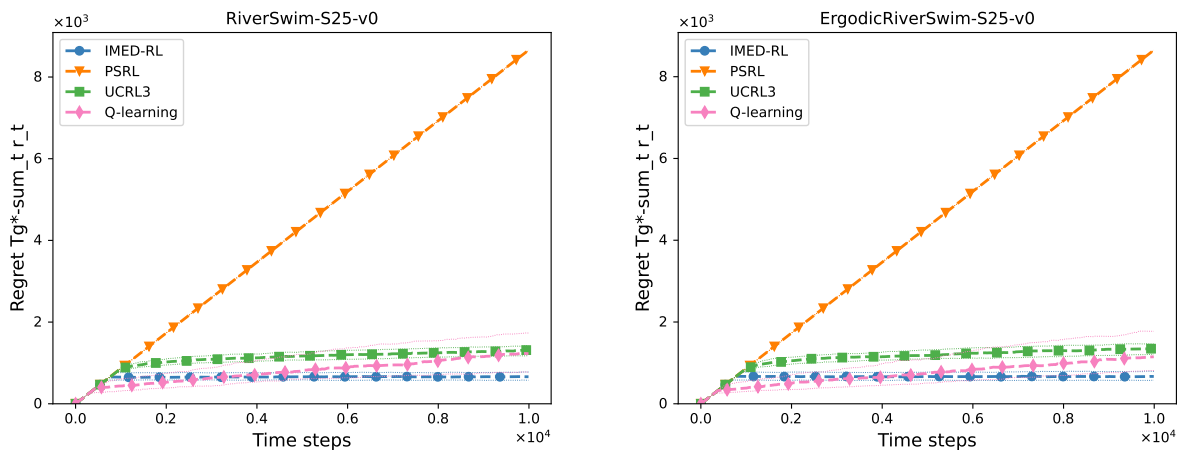 RiverSwim-S25-v0
×10³
IMED-RL
PSRL
UCRL3
Q-learning
8
6
4
2
0
Regret Tg*-sum_t r_t
0.0 0.2 0.4 0.6 0.8 1.0
×10⁴
Time steps
ErgodicRiverSwim-S25-v0
×10³
IMED-RL
PSRL
UCRL3
Q-learning
8
6
4
2
0
Regret Tg*-sum_t r_t
0.0 0.2 0.4 0.6 0.8 1.0
×10⁴
Time steps